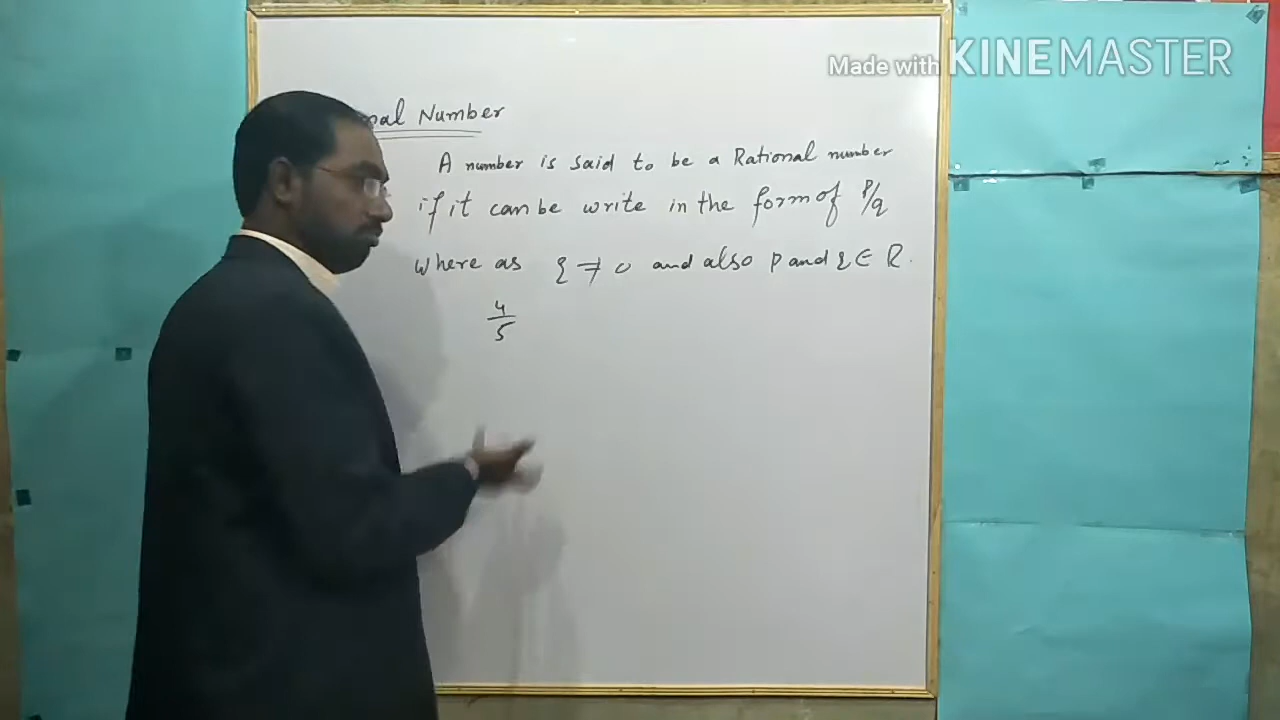 Made with KINEMASTER
Number
A number is said to be a Rational number
if it can be write in the form of P/q
where as q ≠ 0 and also p and q ∈ R.
4/5